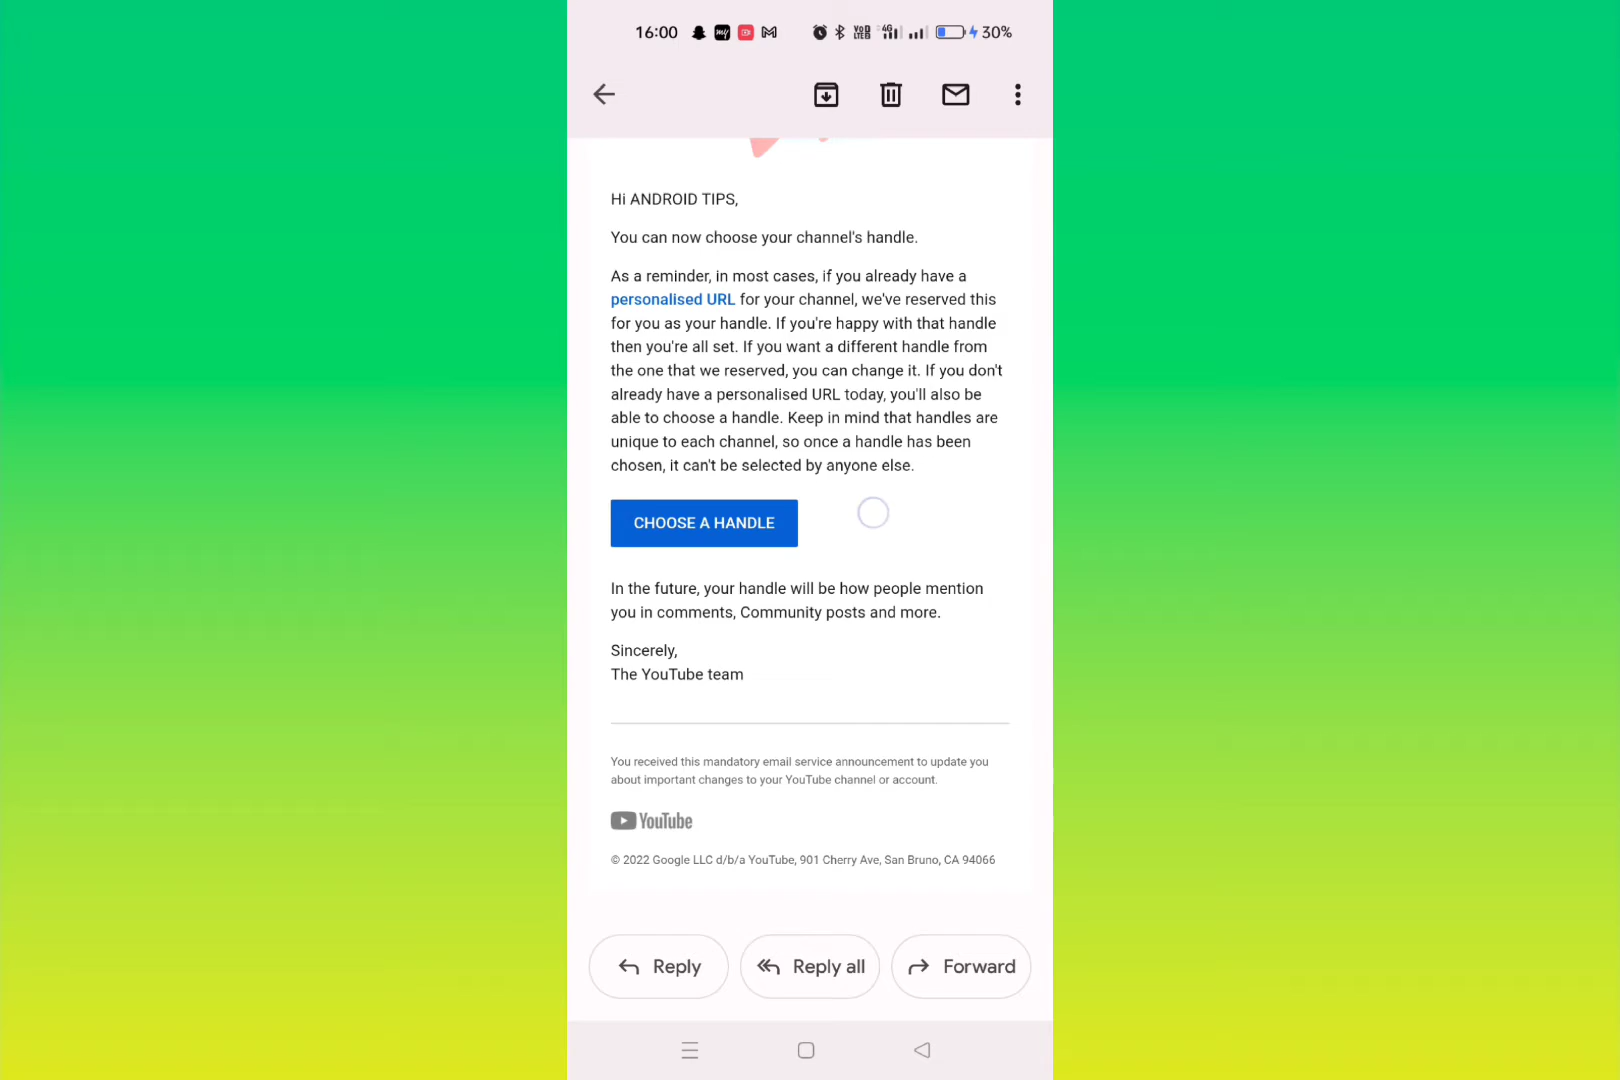 16:00 my VoD LTEB 4G 30%
Hi ANDROID TIPS,
You can now choose your channel's handle.
As a reminder, in most cases, if you already have a
personalised URL for your channel, we've reserved this
for you as your handle. If you're happy with that handle
then you're all set. If you want a different handle from
the one that we reserved, you can change it. If you don't
already have a personalised URL today, you'll also be
able to choose a handle. Keep in mind that handles are
unique to each channel, so once a handle has been
chosen, it can't be selected by anyone else.
CHOOSE A HANDLE
In the future, your handle will be how people mention
you in comments, Community posts and more.
Sincerely,
The YouTube team
You received this mandatory email service announcement to update you
about important changes to your YouTube channel or account.
YouTube
© 2022 Google LLC d/b/a YouTube, 901 Cherry Ave, San Bruno, CA 94066
Reply Reply all Forward